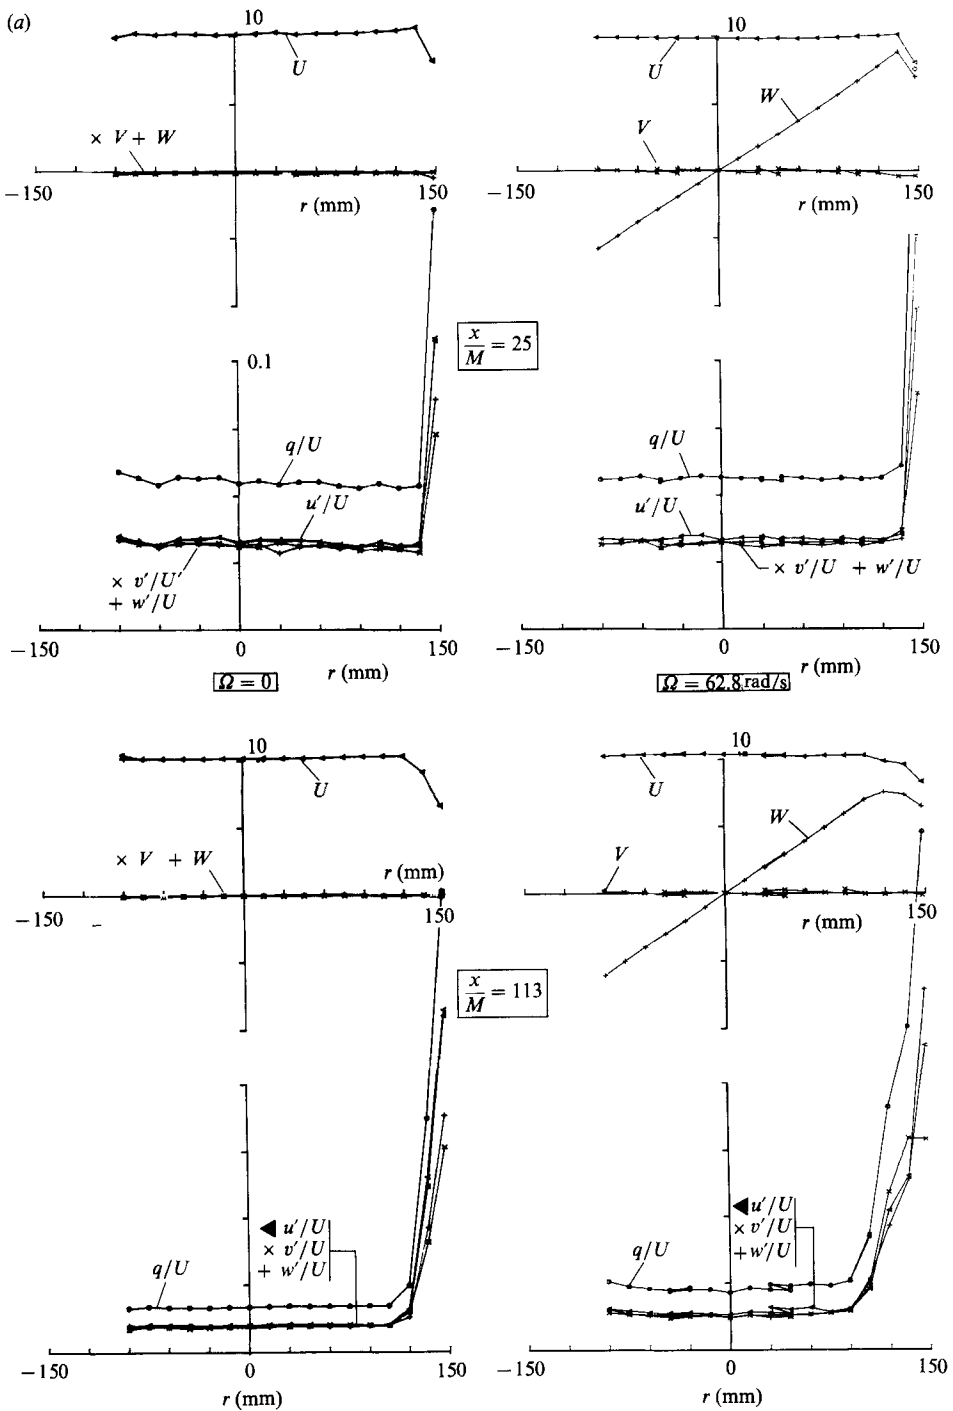 (a)
10
U
× V + W
−150
150
r (mm)
10
U
W
V
−150
150
r (mm)
x/M = 25
0.1
q/U
u′/U
× v′/U′
+ w′/U
−150
0
150
r (mm)
Ω = 0
q/U
u′/U
× v′/U + w′/U
−150
0
150
r (mm)
Ω = 62.8 rad/s
10
U
× V + W
r (mm)
−150
150
10
U
W
V
−150
150
r (mm)
x/M = 113
◀ u′/U
× v′/U
+ w′/U
q/U
−150
0
150
r (mm)
◀ u′/U
× v′/U
+ w′/U
q/U
−150
0
150
r (mm)